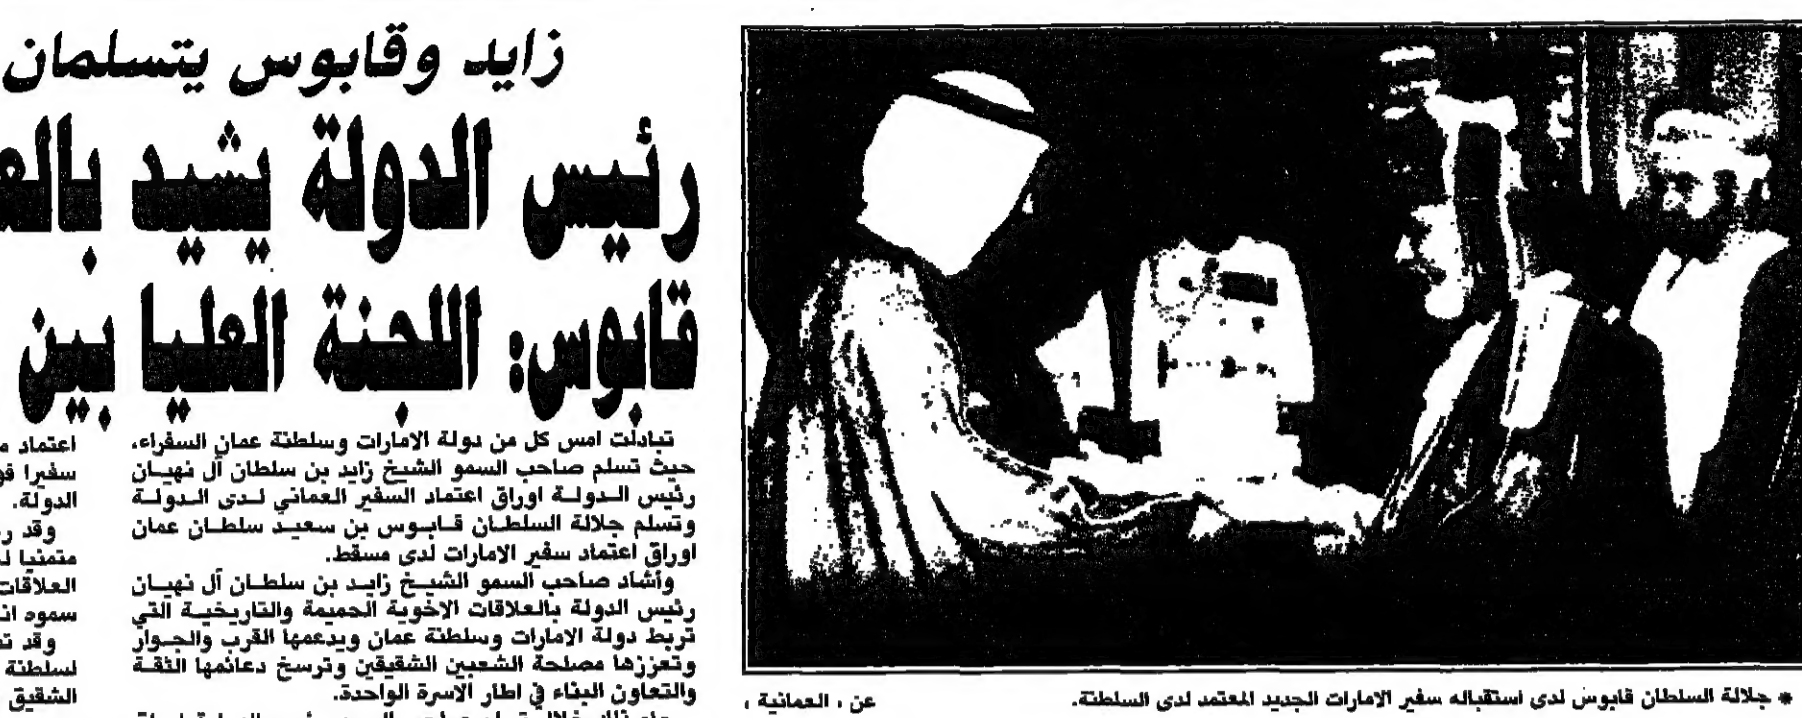 زايد وقابوس يتسلمان
رئيس الدولة يشيد
قابوس: اللجنة العليا بين
تبادلت امس كل من دولة الامارات وسلطنة عمان السفراء،
حيث تسلم صاحب السمو الشيخ زايد بن سلطان آل نهيان
رئيس الدولة اوراق اعتماد السفير العماني لدى الدولة
وتسلم جلالة السلطان قابوس بن سعيد سلطان عمان
اوراق اعتماد سفير الامارات لدى مسقط.
وأشاد صاحب السمو الشيخ زايد بن سلطان آل نهيان
رئيس الدولة بالعلاقات الاخوية الحميمة والتاريخية التي
تربط دولة الامارات وسلطنة عمان ويدعمها القرب والجوار
وتعززها مصلحة الشعبين الشقيقين وترسخ دعائمها الثقة
والتعاون البناء في اطار الاسرة الواحدة.
اعتماد
سفيرا
الدولة.
وقد
متمنيا
العلاقات
سموه
وقد
لسلطنة
الشقيق
* جلالة السلطان قابوس لدى استقباله سفير الامارات الجديد المعتمد لدى السلطنة. عن ، العمانية ،